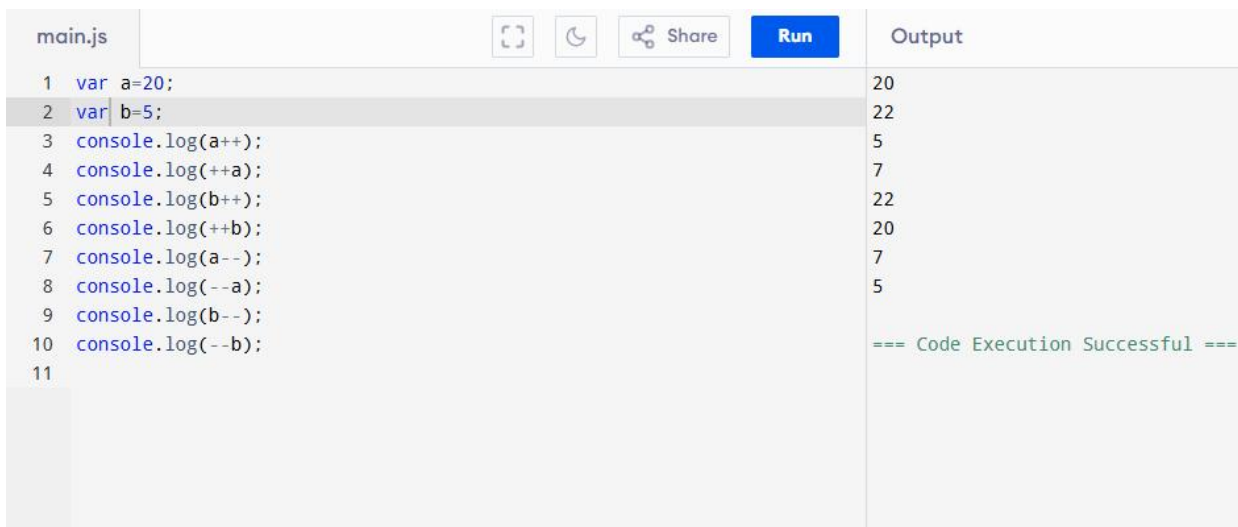 main.js
Share
Run
Output
1 var a=20;
2 var b=5;
3 console.log(a++);
4 console.log(++a);
5 console.log(b++);
6 console.log(++b);
7 console.log(a--);
8 console.log(--a);
9 console.log(b--);
10 console.log(--b);
11
20
22
5
7
22
20
7
5
=== Code Execution Successful ===